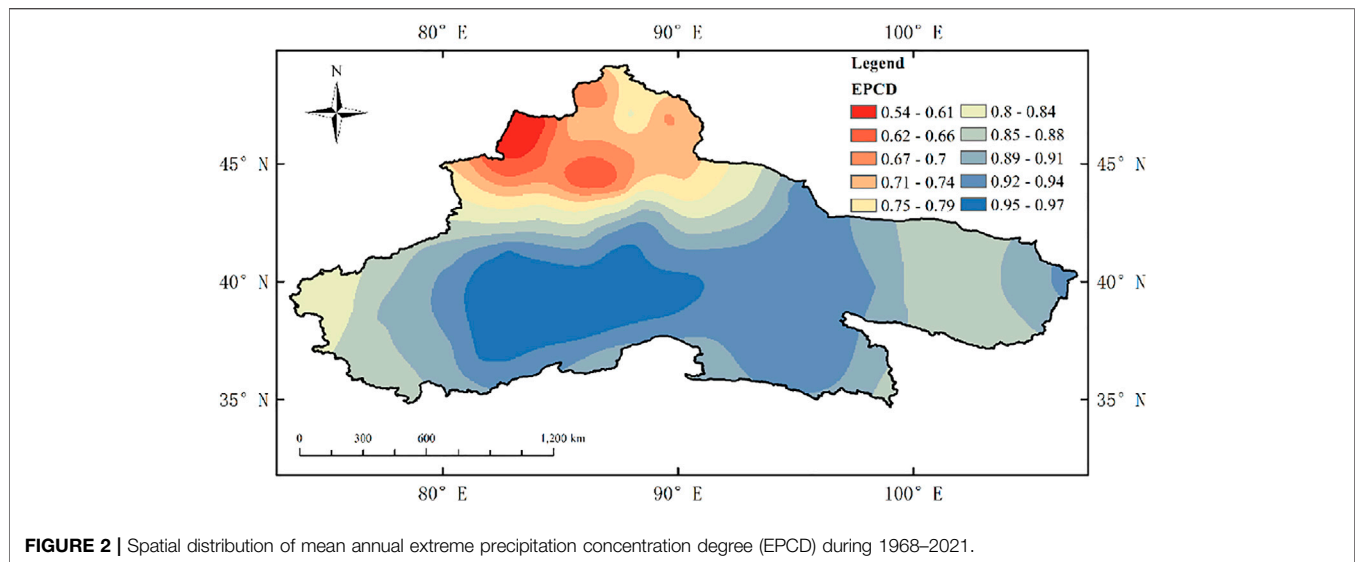 80° E 90° E 100° E
N
Legend
EPCD
0.54 - 0.61 0.8 - 0.84
0.62 - 0.66 0.85 - 0.88
0.67 - 0.7 0.89 - 0.91
0.71 - 0.74 0.92 - 0.94
0.75 - 0.79 0.95 - 0.97
45° N 45° N
40° N 40° N
35° N 35° N
0 300 600 1,200 km
80° E 90° E 100° E
FIGURE 2 | Spatial distribution of mean annual extreme precipitation concentration degree (EPCD) during 1968–2021.